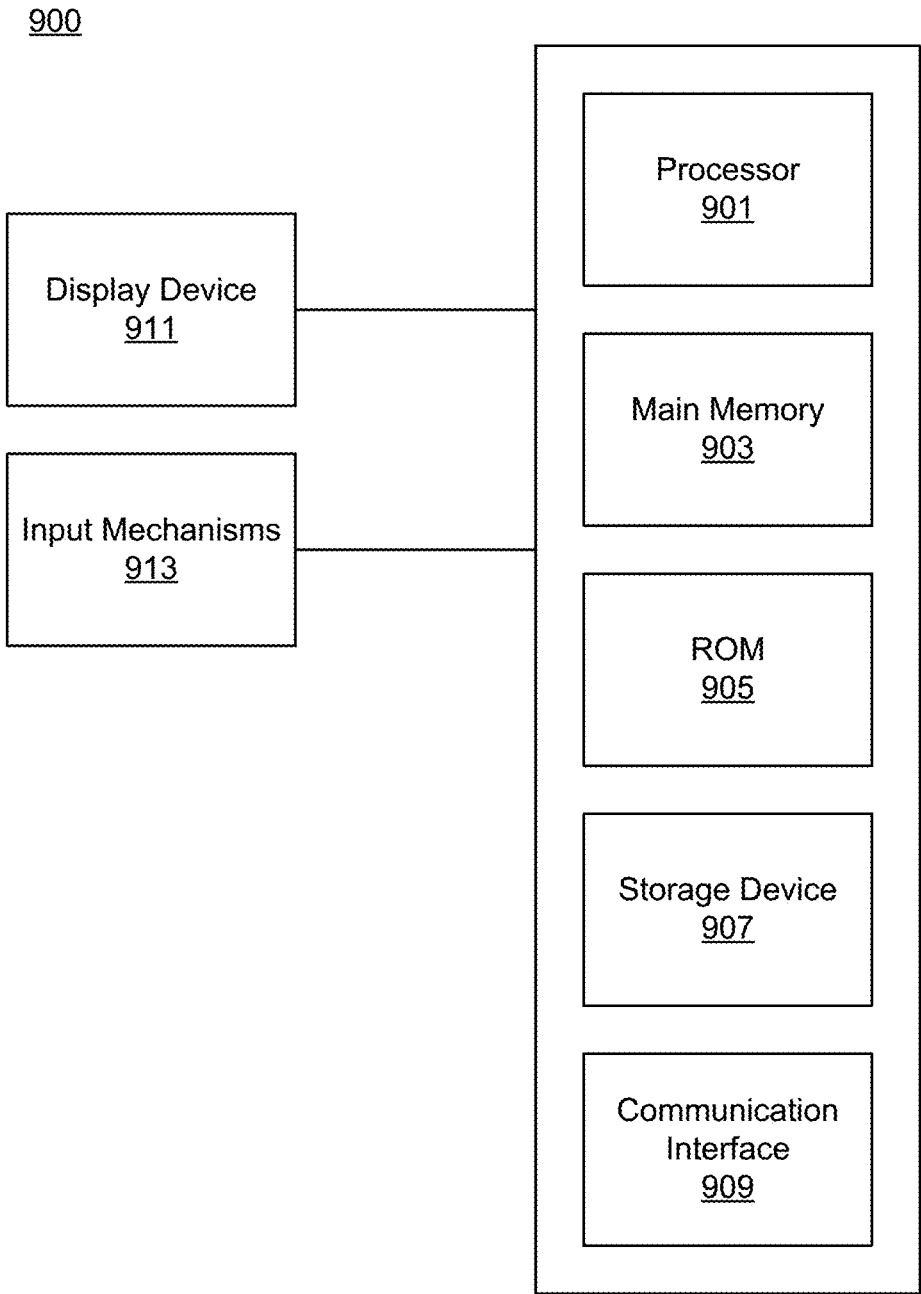 900
Processor
901
Display Device
911
Main Memory
903
Input Mechanisms
913
ROM
905
Storage Device
907
Communication
Interface
909